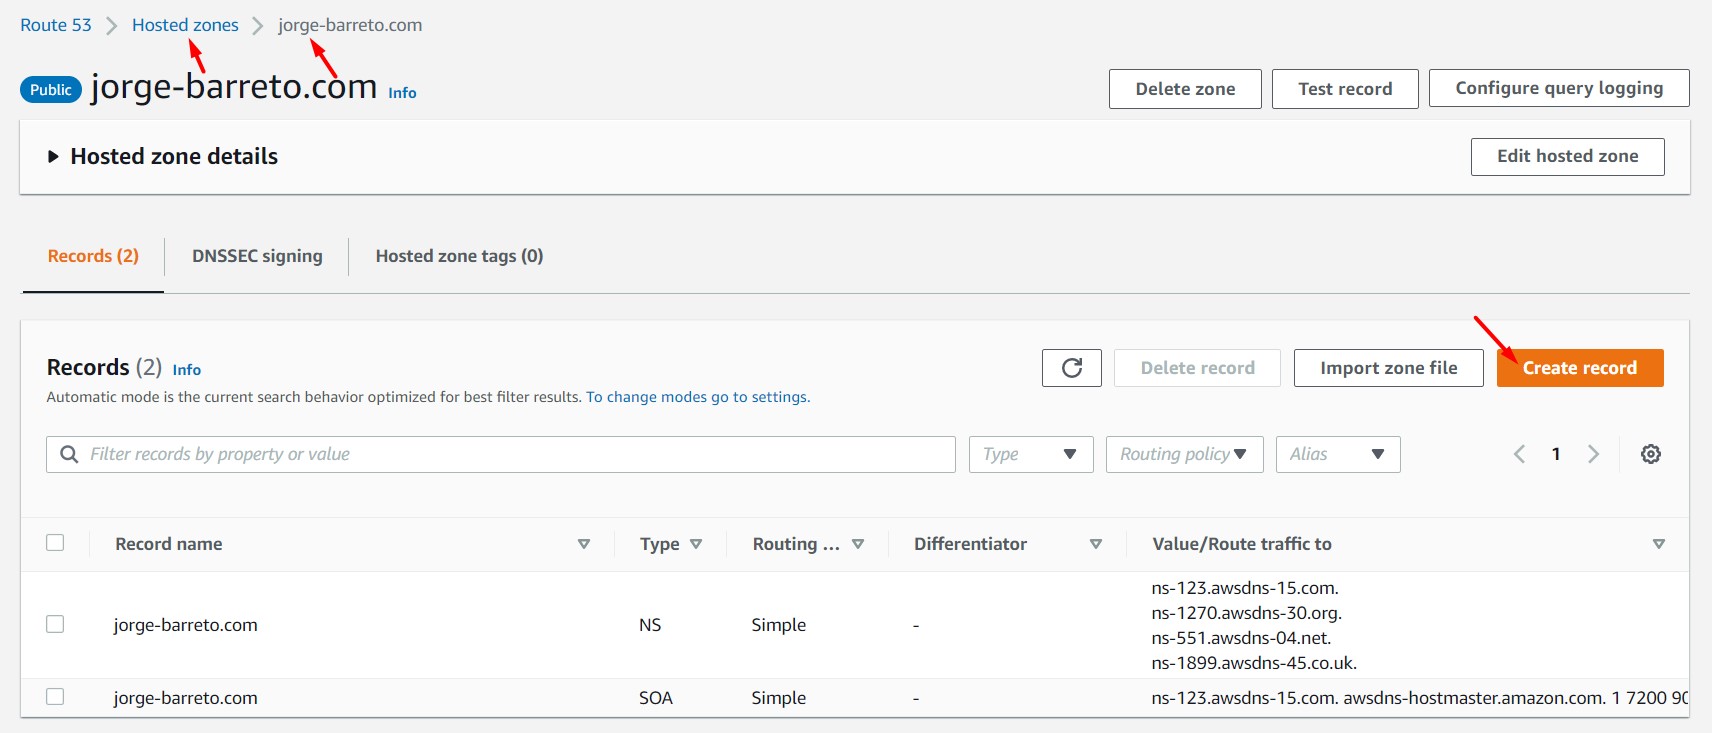 Route 53 Hosted zones jorge-barreto.com
Public jorge-barreto.com Info
Delete zone Test record Configure query logging
Hosted zone details
Edit hosted zone
Records (2) DNSSEC signing Hosted zone tags (0)
Records (2) Info
Delete record Import zone file Create record
Automatic mode is the current search behavior optimized for best filter results. To change modes go to settings.
Filter records by property or value Type Routing policy Alias 1
Record name Type Routing ... Differentiator Value/Route traffic to
jorge-barreto.com NS Simple -
ns-123.awsdns-15.com.
ns-1270.awsdns-30.org.
ns-551.awsdns-04.net.
ns-1899.awsdns-45.co.uk.
jorge-barreto.com SOA Simple - ns-123.awsdns-15.com. awsdns-hostmaster.amazon.com. 1 7200 90